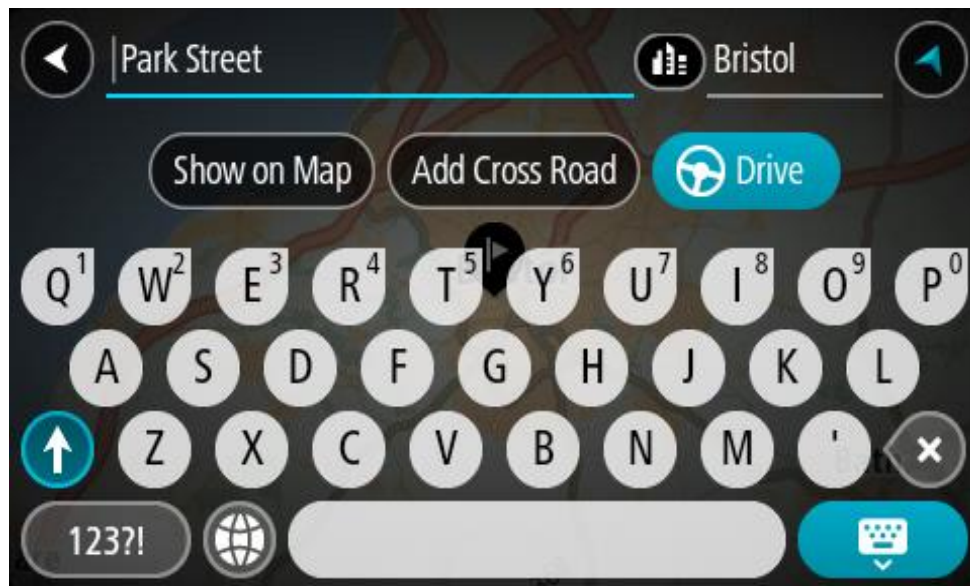 Park Street Bristol
Show on Map Add Cross Road Drive
Q1 W2 E3 R4 T5 Y6 U7 I8 O9 P0
A S D F G H J K L
Z X C V B N M '
123?!